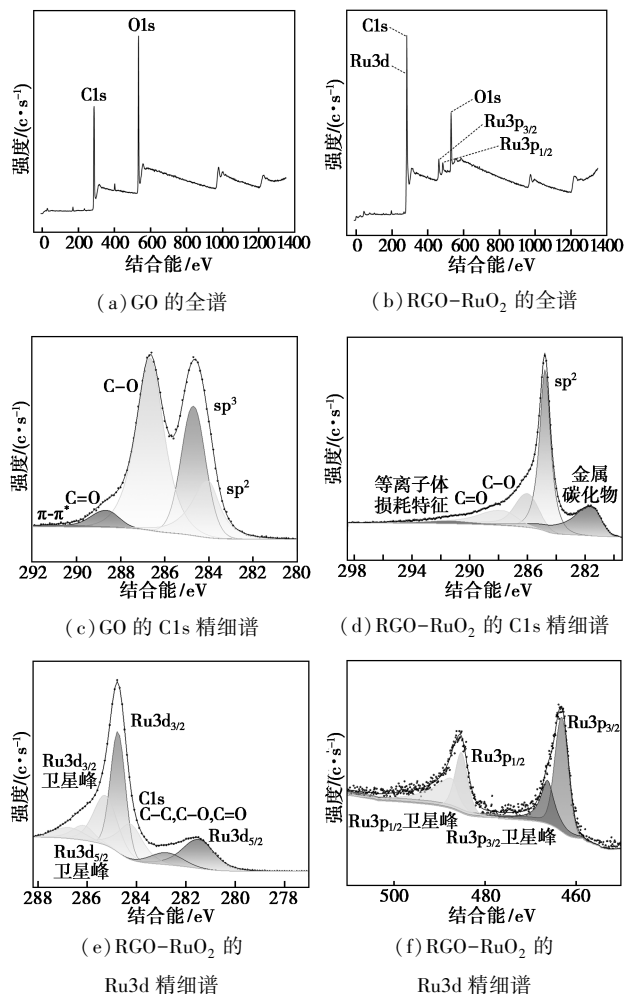 O1s
C1s
强度/(c·s⁻¹)
0 200 400 600 800 1000 1200 1400
结合能/eV
(a)GO 的全谱
C1s
Ru3d
O1s
Ru3p3/2
Ru3p1/2
强度/(c·s⁻¹)
0 200 400 600 800 1000 1200 1400
结合能/eV
(b)RGO-RuO₂ 的全谱
C-O
sp³
sp²
C=O
π-π*
强度/(c·s⁻¹)
292 290 288 286 284 282 280
结合能/eV
(c)GO 的 C1s 精细谱
sp²
等离子体
损耗特征
C=O
C-O
金属
碳化物
强度/(c·s⁻¹)
298 294 290 286 282
结合能/eV
(d)RGO-RuO₂ 的 C1s 精细谱
Ru3d3/2
Ru3d3/2
卫星峰
C1s
C-C,C-O,C=O
Ru3d5/2
Ru3d5/2
卫星峰
强度/(c·s⁻¹)
288 286 284 282 280 278
结合能/eV
(e)RGO-RuO₂ 的
Ru3d 精细谱
Ru3p3/2
Ru3p1/2
Ru3p1/2卫星峰
Ru3p3/2卫星峰
强度/(c·s⁻¹)
500 480 460
结合能/eV
(f)RGO-RuO₂ 的
Ru3d 精细谱